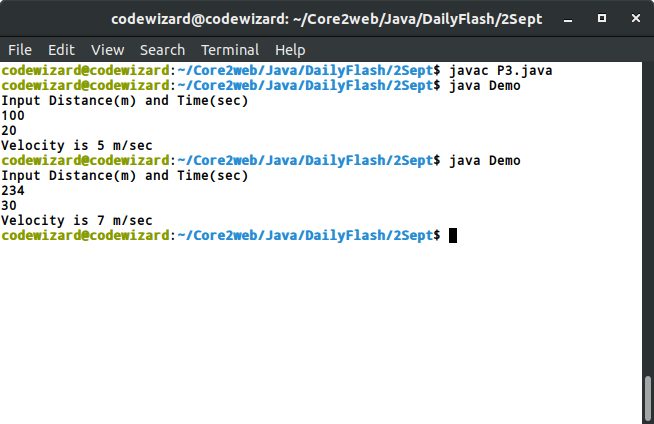 codewizard@codewizard: ~/Core2web/Java/DailyFlash/2Sept
File Edit View Search Terminal Help
codewizard@codewizard:~/Core2web/Java/DailyFlash/2Sept$ javac P3.java
codewizard@codewizard:~/Core2web/Java/DailyFlash/2Sept$ java Demo
Input Distance(m) and Time(sec)
100
20
Velocity is 5 m/sec
codewizard@codewizard:~/Core2web/Java/DailyFlash/2Sept$ java Demo
Input Distance(m) and Time(sec)
234
30
Velocity is 7 m/sec
codewizard@codewizard:~/Core2web/Java/DailyFlash/2Sept$